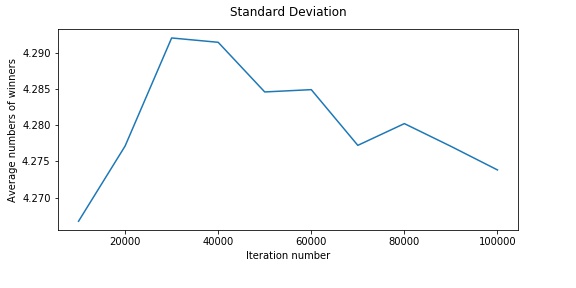 Standard Deviation
Average numbers of winners
4.290
4.285
4.280
4.275
4.270
20000 40000 60000 80000 100000
Iteration number